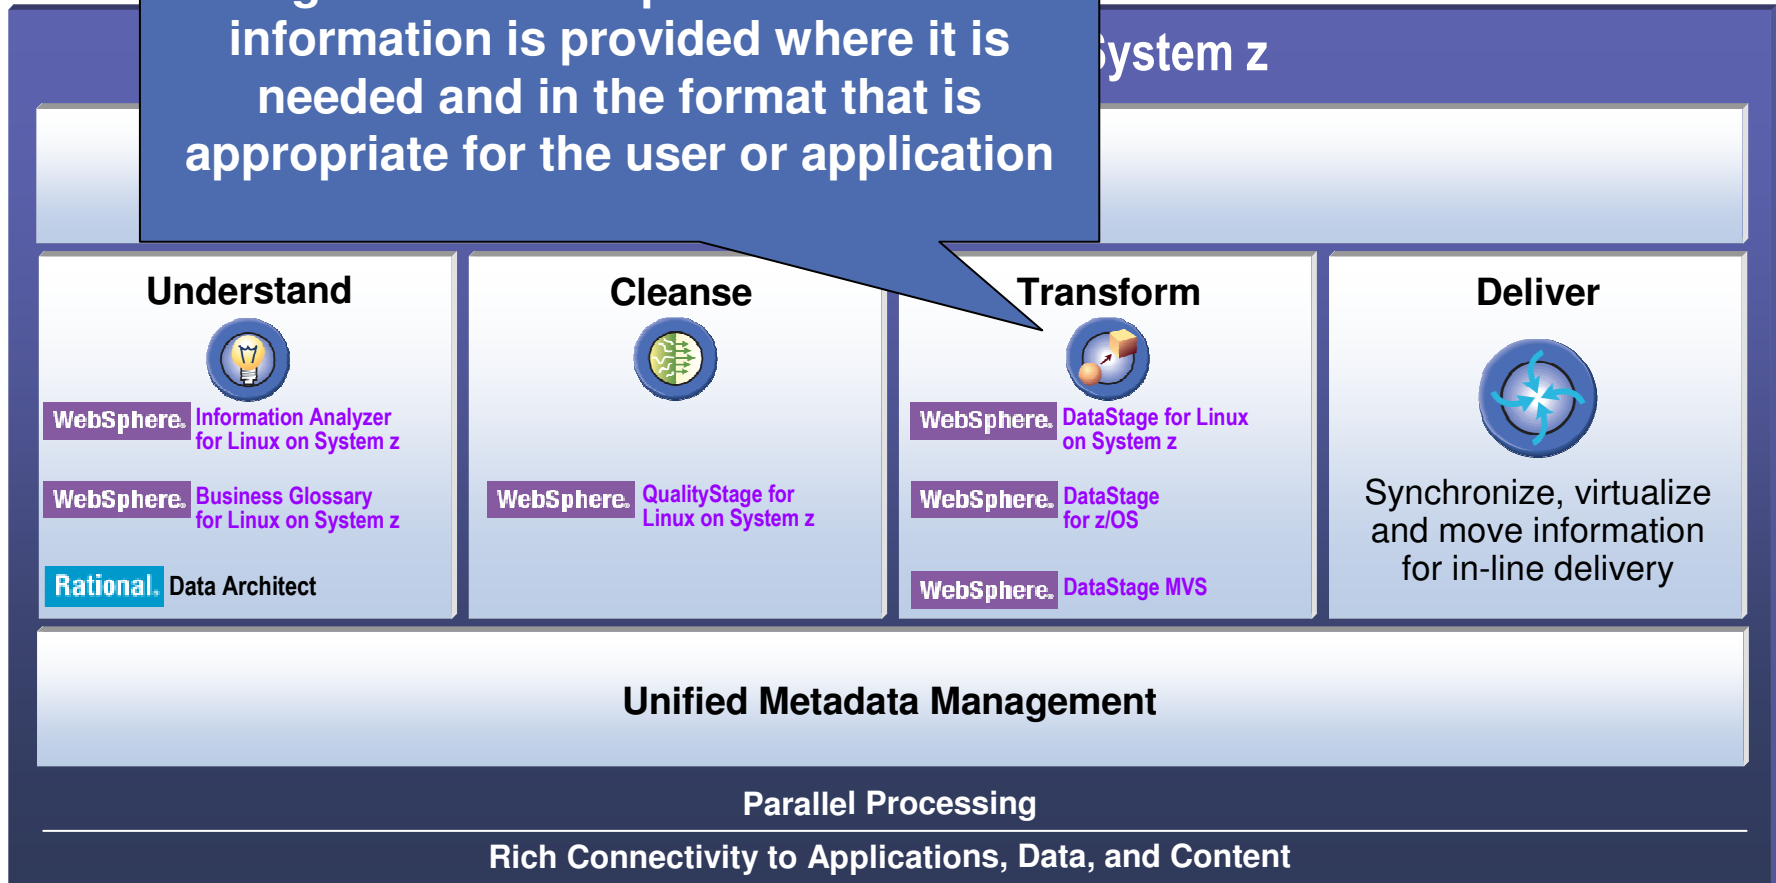 information is provided where it is
needed and in the format that is
appropriate for the user or application
System z
Understand
WebSphere® Information Analyzer
for Linux on System z
WebSphere® Business Glossary
for Linux on System z
Rational® Data Architect
Cleanse
WebSphere® QualityStage for
Linux on System z
Transform
WebSphere® DataStage for Linux
on System z
WebSphere® DataStage
for z/OS
WebSphere® DataStage MVS
Deliver
Synchronize, virtualize
and move information
for in-line delivery
Unified Metadata Management
Parallel Processing
Rich Connectivity to Applications, Data, and Content